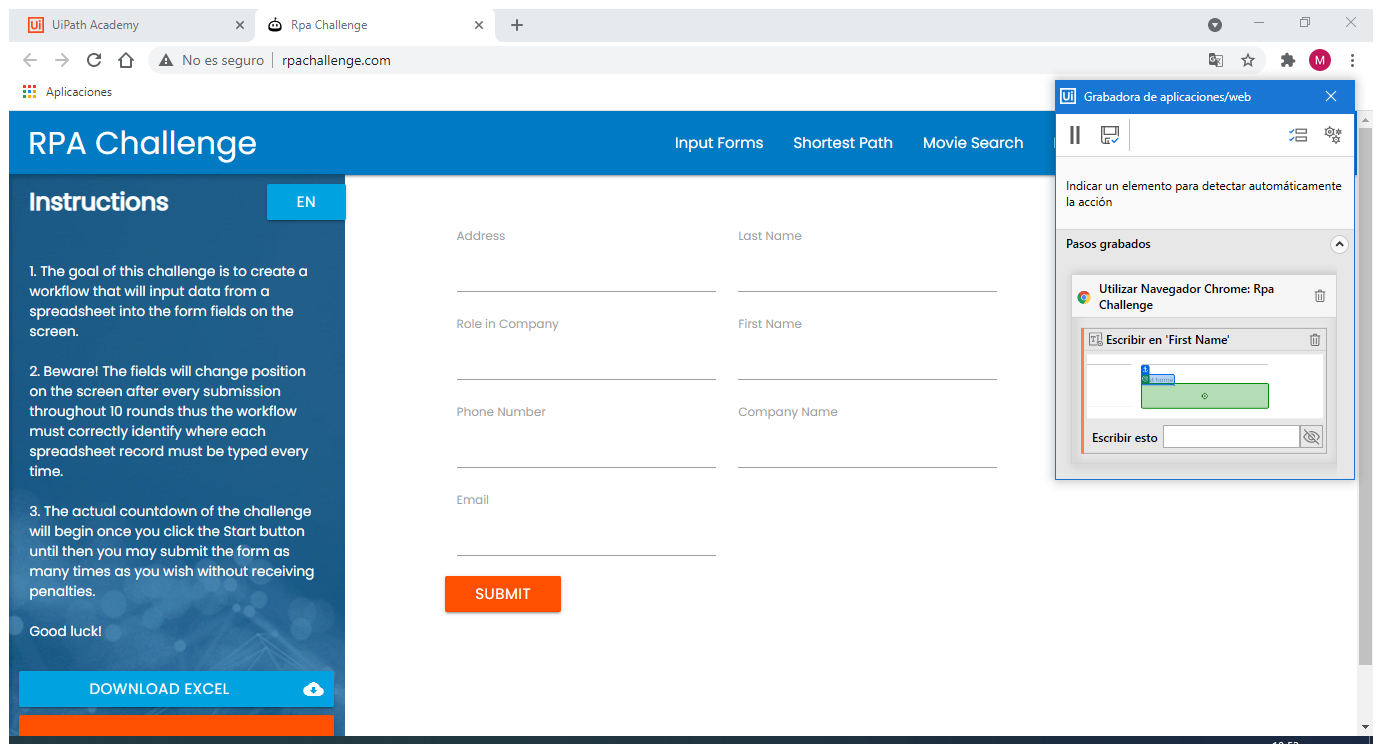 UiPath Academy
Rpa Challenge
No es seguro
rpachallenge.com
M
Aplicaciones
Ui Grabadora de aplicaciones/web
Indicar un elemento para detectar automáticamente
la acción
Pasos grabados
Utilizar Navegador Chrome: Rpa
Challenge
Escribir en 'First Name'
Escribir esto
RPA Challenge
Input Forms
Shortest Path
Movie Search
Instructions
EN
1. The goal of this challenge is to create a
workflow that will input data from a
spreadsheet into the form fields on the
screen.
2. Beware! The fields will change position
on the screen after every submission
throughout 10 rounds thus the workflow
must correctly identify where each
spreadsheet record must be typed every
time.
3. The actual countdown of the challenge
will begin once you click the Start button
until then you may submit the form as
many times as you wish without receiving
penalties.
Good luck!
DOWNLOAD EXCEL
Address
Last Name
Role in Company
First Name
Phone Number
Company Name
Email
SUBMIT